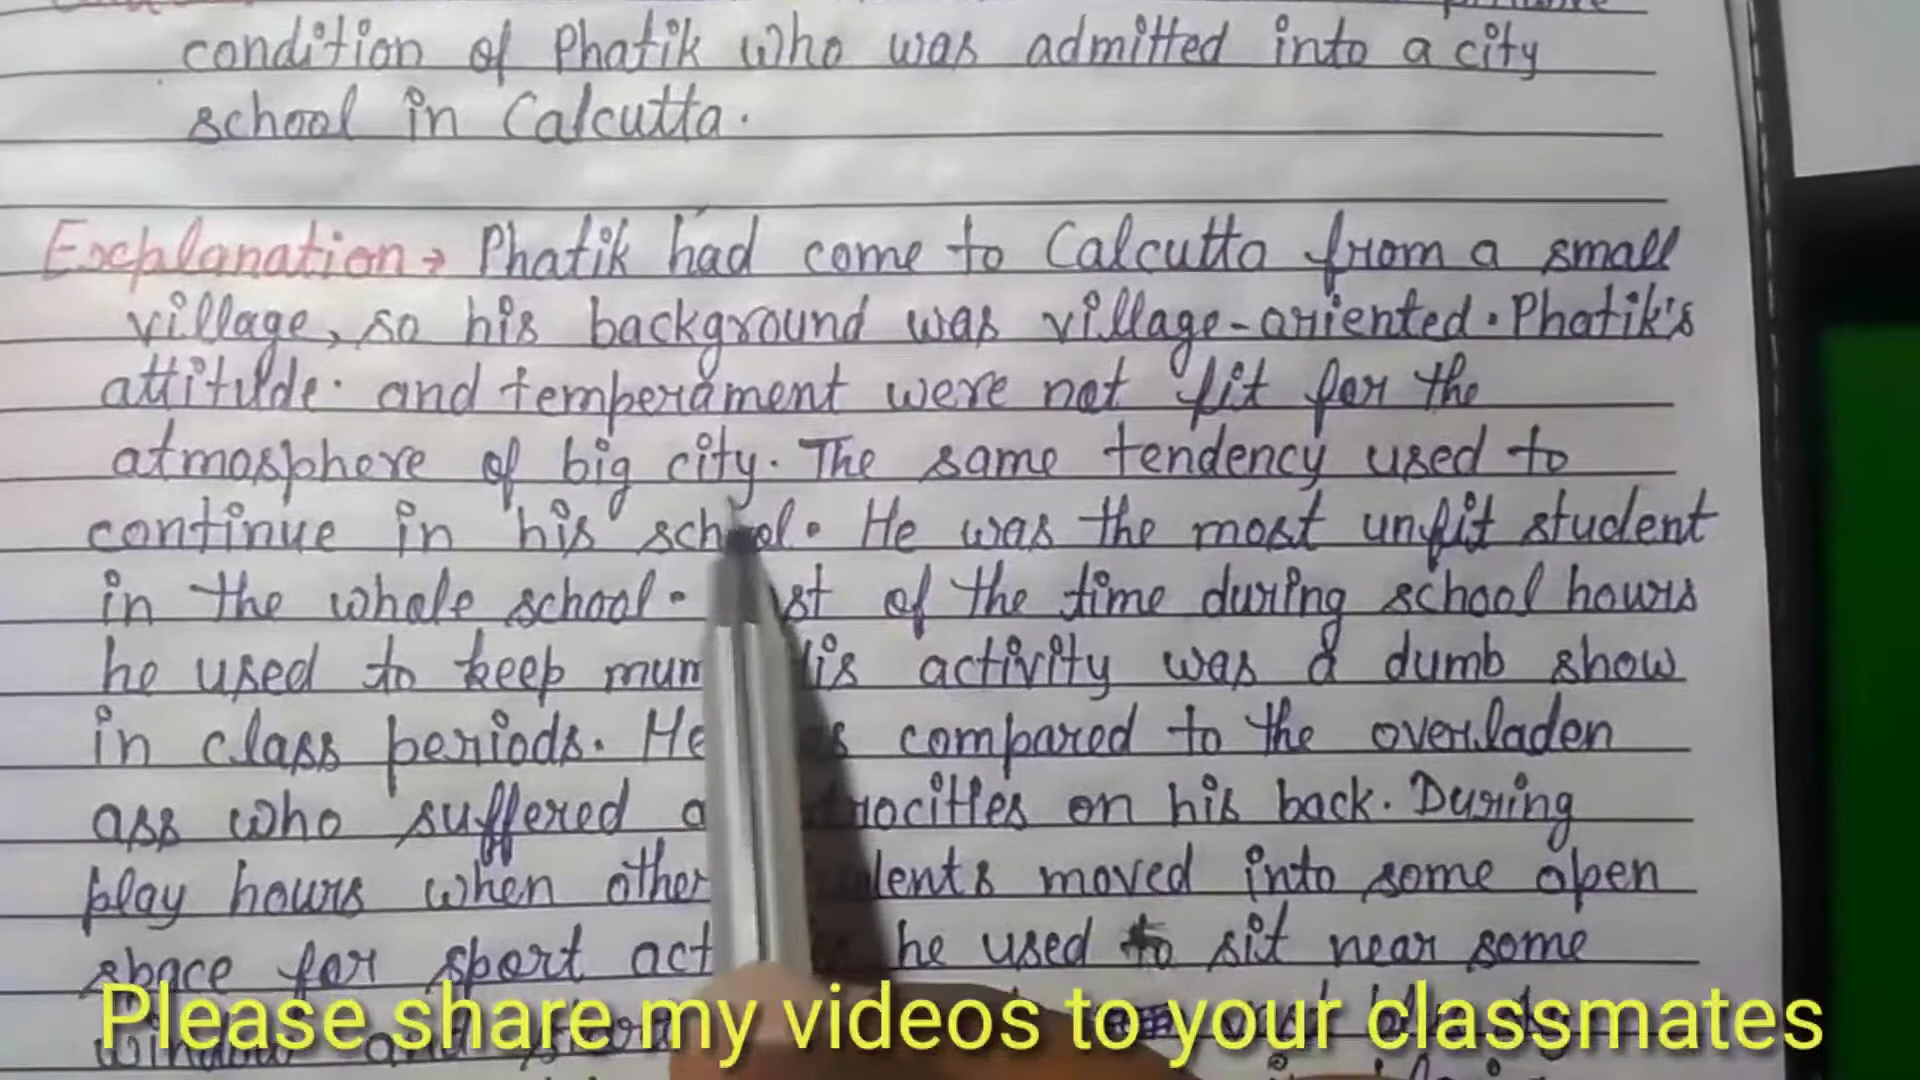 condition of Phatik who was admitted into a city
school in Calcutta.
Explanation → Phatik had come to Calcutta from a small
village, so his background was village-oriented. Phatik's
attitude. and temperament were not fit for the
atmosphere of big city. The same tendency used to
continue in his school. He was the most unfit student
in the whole school. of the time during school hours
he used to keep activity was a dumb show
in class periods. He compared to the overladen
ass who suffered on his back. During
play hours when other moved into some open
space for sport he used to sit near some
Please share my videos to your classmates